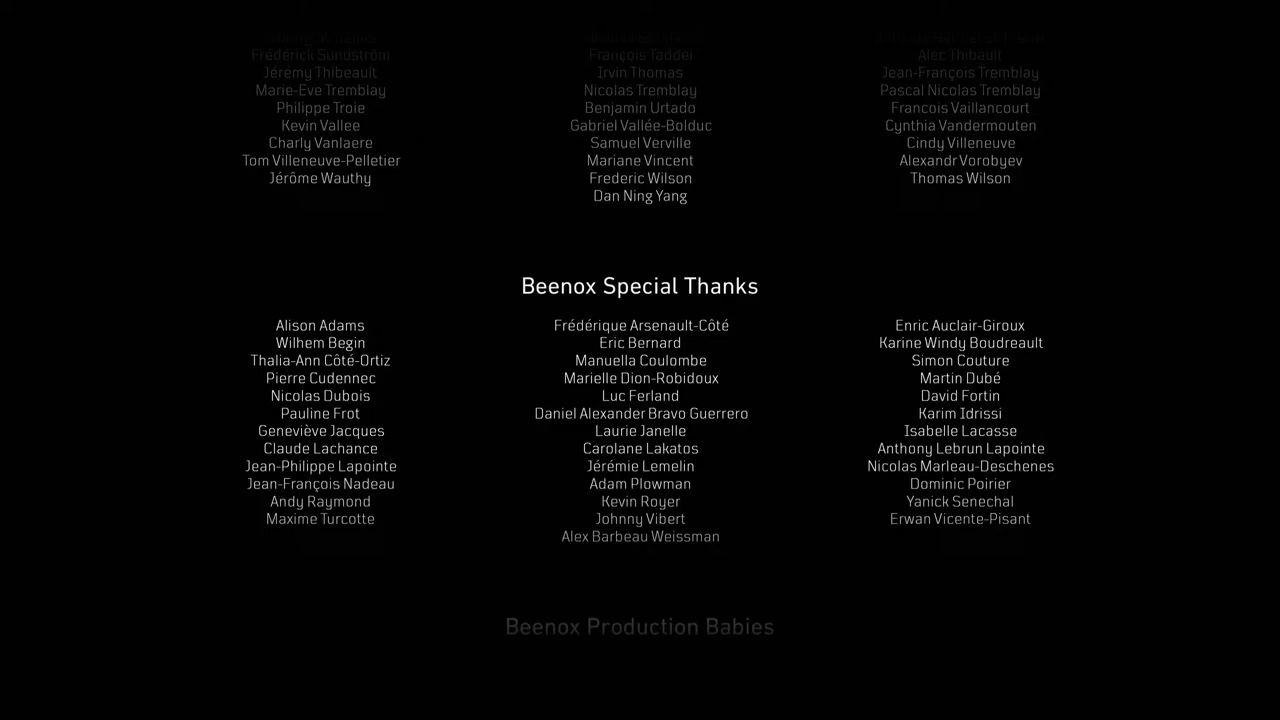 Frédérick Sundström François Taddei Alec Thibault
Jérémy Thibeault Irvin Thomas Jean-François Tremblay
Marie-Eve Tremblay Nicolas Tremblay Pascal Nicolas Tremblay
Philippe Troie Benjamin Urtado Francois Vaillancourt
Kevin Vallee Gabriel Vallée-Bolduc Cynthia Vandermouten
Charly Vanlaere Samuel Verville Cindy Villeneuve
Tom Villeneuve-Pelletier Mariane Vincent Alexandr Vorobyev
Jérôme Wauthy Frederic Wilson Thomas Wilson
Dan Ning Yang
Beenox Special Thanks
Alison Adams Frédérique Arsenault-Côté Enric Auclair-Giroux
Wilhem Begin Eric Bernard Karine Windy Boudreault
Thalia-Ann Côté-Ortiz Manuella Coulombe Simon Couture
Pierre Cudennec Marielle Dion-Robidoux Martin Dubé
Nicolas Dubois Luc Ferland David Fortin
Pauline Frot Daniel Alexander Bravo Guerrero Karim Idrissi
Geneviève Jacques Laurie Janelle Isabelle Lacasse
Claude Lachance Carolane Lakatos Anthony Lebrun Lapointe
Jean-Philippe Lapointe Jérémie Lemelin Nicolas Marleau-Deschenes
Jean-François Nadeau Adam Plowman Dominic Poirier
Andy Raymond Kevin Royer Yanick Senechal
Maxime Turcotte Johnny Vibert Erwan Vicente-Pisant
Alex Barbeau Weissman
Beenox Production Babies